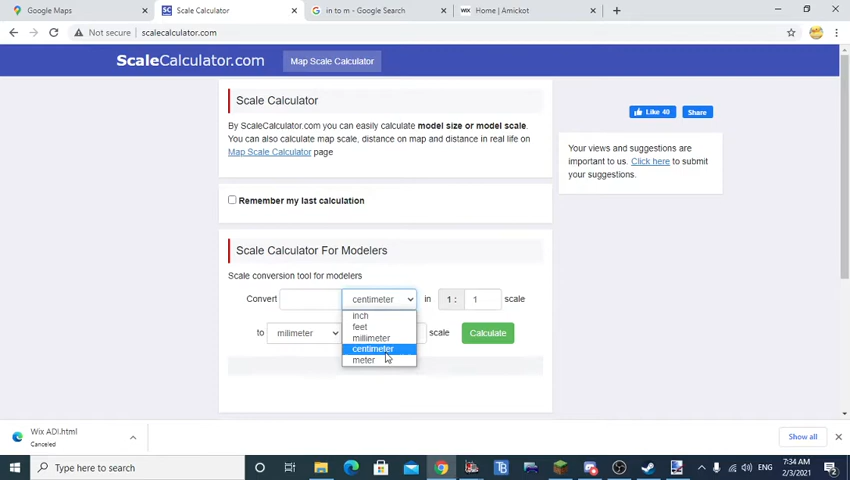 Google Maps
Scale Calculator
in to m - Google Search
Home | Amickot
Not secure scalecalculator.com
ScaleCalculator.com
Map Scale Calculator
Scale Calculator
By ScaleCalculator.com you can easily calculate model size or model scale.
You can also calculate map scale, distance on map and distance in real life on
Map Scale Calculator page
Like 40
Share
Your views and suggestions are
important to us. Click here to submit
your suggestions.
Remember my last calculation
Scale Calculator For Modelers
Scale conversion tool for modelers
Convert centimeter in 1 : 1 scale
inch
feet
millimeter
centimeter
meter
to milimeter scale Calculate
Wix ADI.html
Canceled
Show all
Type here to search
ENG
7:34 AM
2/3/2021